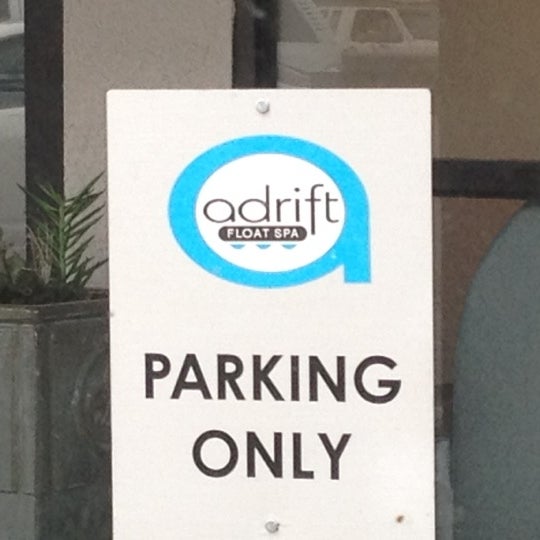 adrift
FLOAT SPA
PARKING
ONLY